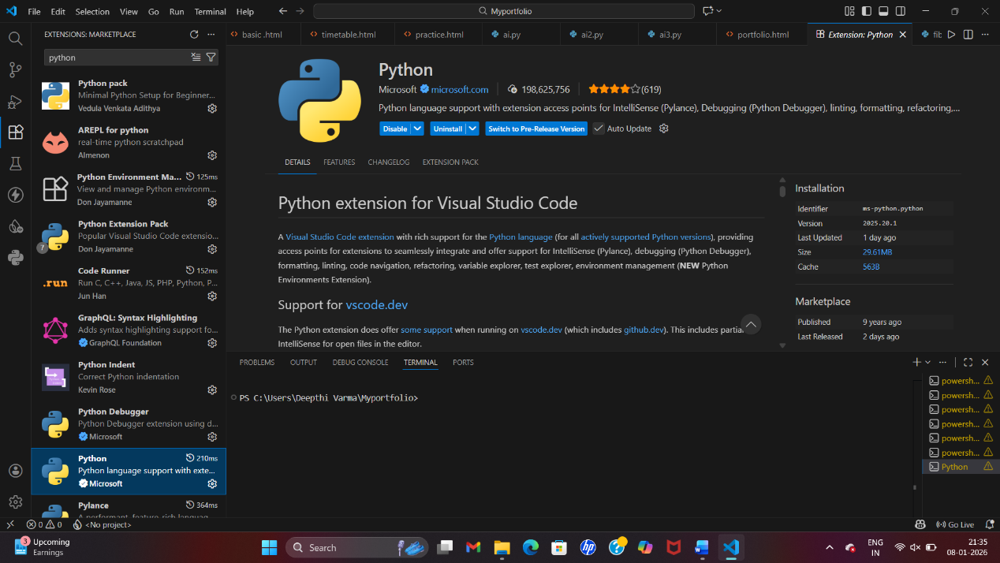 File Edit Selection View Go Run Terminal Help
Myportfolio
EXTENSIONS: MARKETPLACE
python
Python pack
Minimal Python Setup for Beginner...
Vedula Venkata Adithya
AREPL for python
real-time python scratchpad
Almenon
Python Environment Ma... 125ms
View and manage Python environm...
Don Jayamanne
Python Extension Pack
Popular Visual Studio Code extensio...
Don Jayamanne
7
Code Runner 152ms
Run C, C++, Java, JS, PHP, Python, P...
Jun Han
.run
GraphQL: Syntax Highlighting
Adds syntax highlighting support fo...
GraphQL Foundation
Python Indent
Correct Python indentation
Kevin Rose
Python Debugger
Python Debugger extension using d...
Microsoft
Python 210ms
Python language support with exte...
Microsoft
Pylance 364ms
basic .html timetable.html practice.html ai.py ai2.py ai3.py portfolio.html Extension: Python fib
Python
Microsoft microsoft.com 198,625,756 (619)
Python language support with extension access points for IntelliSense (Pylance), Debugging (Python Debugger), linting, formatting, refactoring,...
Disable Uninstall Switch to Pre-Release Version Auto Update
DETAILS FEATURES CHANGELOG EXTENSION PACK
Python extension for Visual Studio Code
A Visual Studio Code extension with rich support for the Python language (for all actively supported Python versions), providing
access points for extensions to seamlessly integrate and offer support for IntelliSense (Pylance), debugging (Python Debugger),
formatting, linting, code navigation, refactoring, variable explorer, test explorer, environment management (NEW Python
Environments Extension).
Support for vscode.dev
The Python extension does offer some support when running on vscode.dev (which includes github.dev). This includes partia
IntelliSense for open files in the editor.
Installation
Identifier ms-python.python
Version 2025.20.1
Last Updated 1 day ago
Size 29.61MB
Cache 563B
Marketplace
Published 9 years ago
Last Released 2 days ago
PROBLEMS OUTPUT DEBUG CONSOLE TERMINAL PORTS
PS C:\Users\Deepthi Varma\Myportfolio>
powersh...
powersh...
powersh...
powersh...
powersh...
powersh...
Python
0 0 <No project>
Go Live
3
Upcoming
Earnings
Search
hp
ENG
IN
21:35
08-01-2026